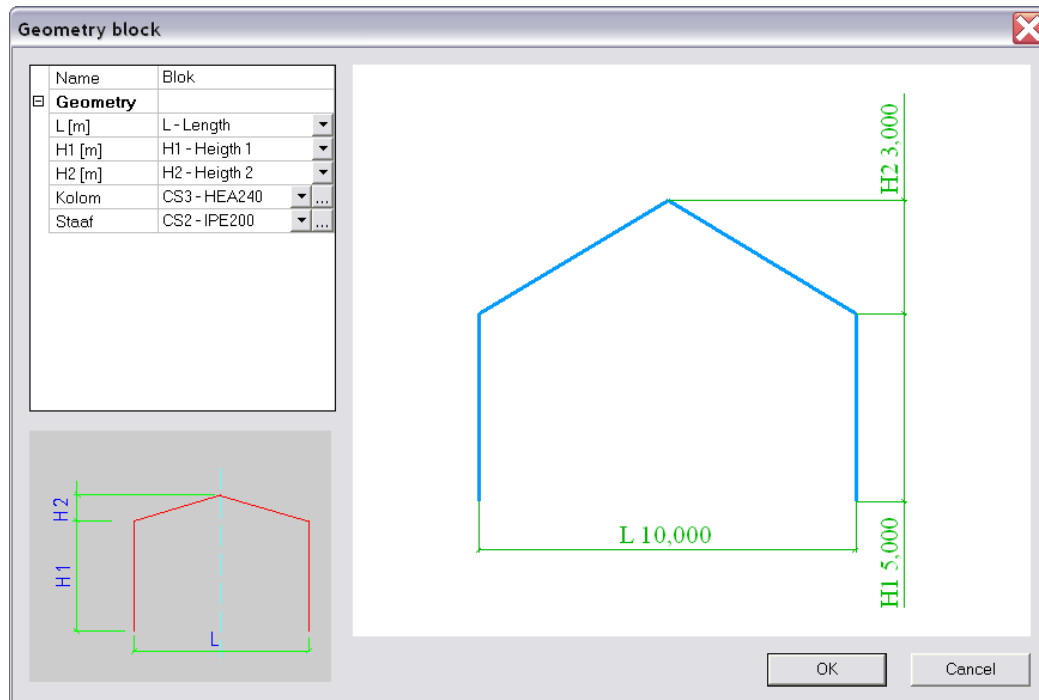 Geometry block
Name Blok
Geometry
L [m] L - Length
H1 [m] H1 - Heigth 1
H2 [m] H2 - Heigth 2
Kolom CS3 - HEA240 ...
Staaf CS2 - IPE200 ...
H2 3,000
L 10,000
H1 5,000
H2
H1
L
OK Cancel